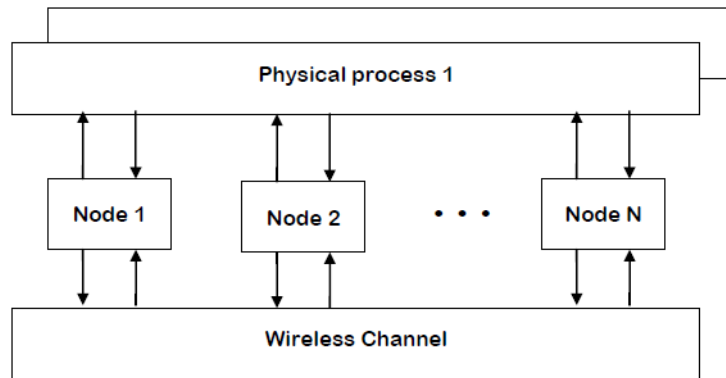 Physical process 1
Node 1
Node 2
• • •
Node N
Wireless Channel